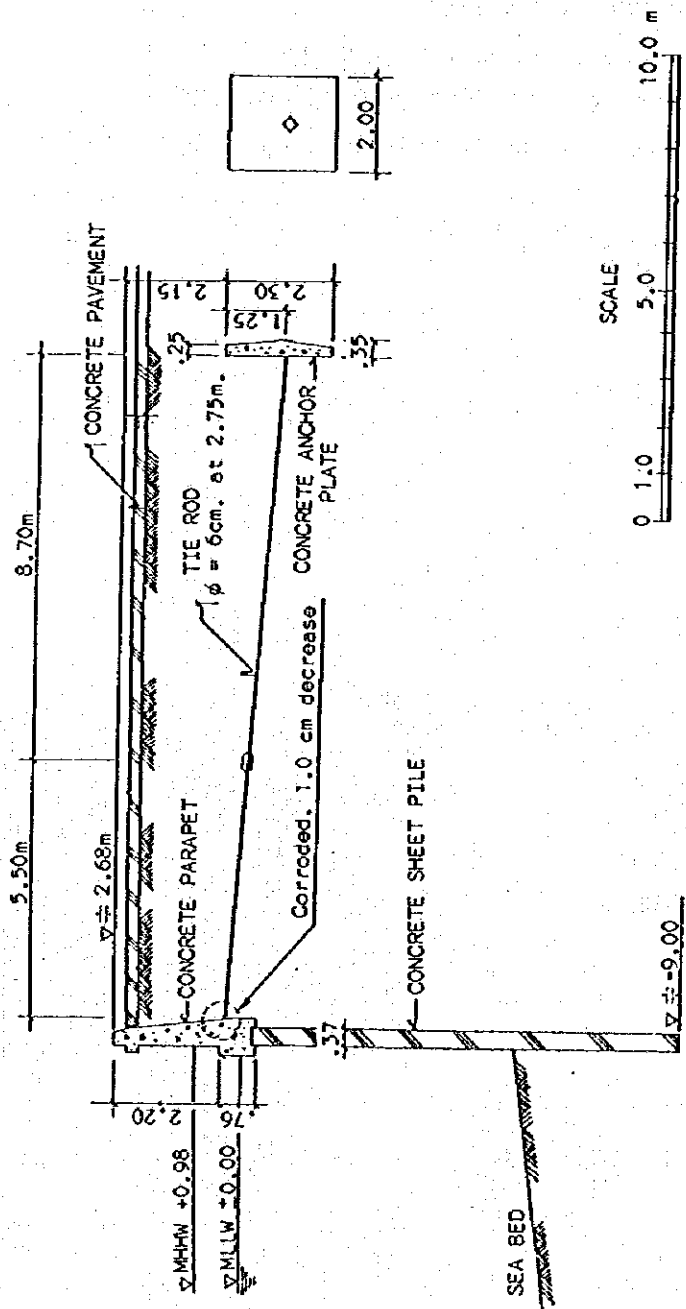 5.50m
8.70m
CONCRETE PAVEMENT
▽≑ 2.68m
CONCRETE PARAPET
▽MHHW +0.98
▽MLLW ±0.00
2.20
.76
TIE ROD
φ = 6cm. at 2.75m.
.25
1.25
2.15
2.30
.35
2.00
Corroded. 1.0 cm decrease
CONCRETE ANCHOR
PLATE
.37
CONCRETE SHEET PILE
SEA BED
▽≑ -9.00
SCALE
0 1.0 5.0 10.0 m